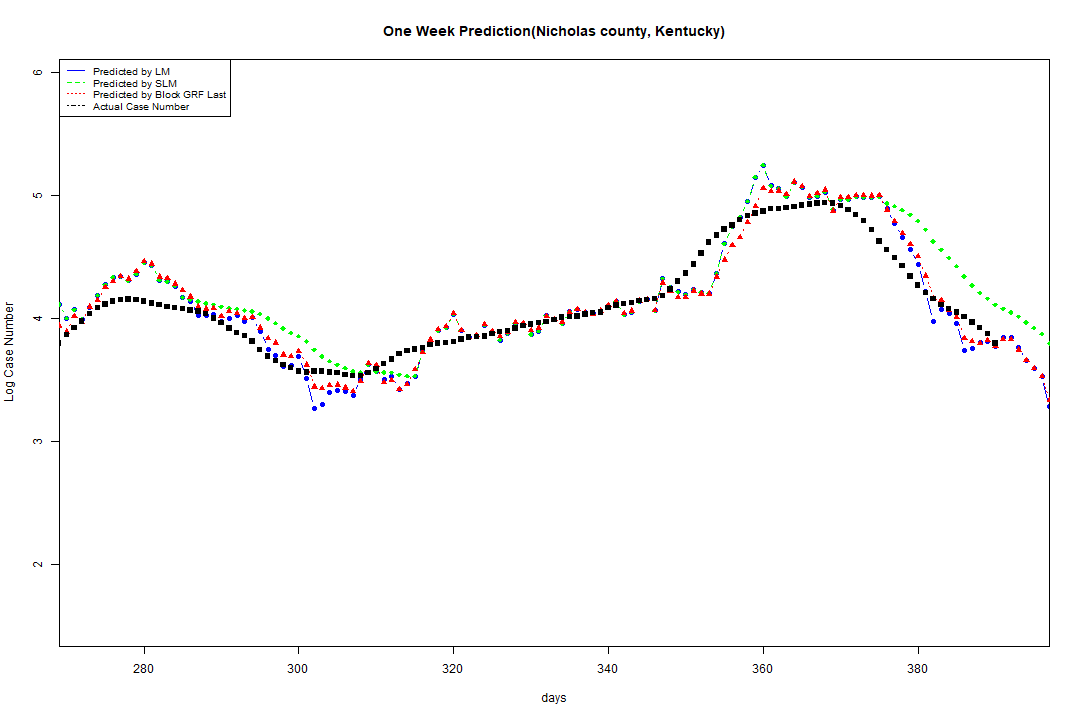 One Week Prediction(Nicholas county, Kentucky)
Predicted by LM
Predicted by SLM
Predicted by Block GRF Last
Actual Case Number
6
5
4
3
2
Log Case Number
280 300 320 340 360 380
days